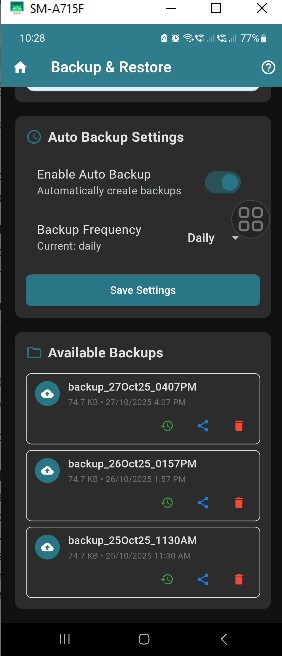 SM-A715F
10:28
77%
Backup & Restore
Auto Backup Settings
Enable Auto Backup
Automatically create backups
Backup Frequency
Current: daily
Daily
Save Settings
Available Backups
backup_27Oct25_0407PM
74.7 KB • 27/10/2025 4:07 PM
backup_26Oct25_0157PM
74.7 KB • 26/10/2025 1:57 PM
backup_25Oct25_1130AM
74.7 KB • 25/10/2025 11:30 AM